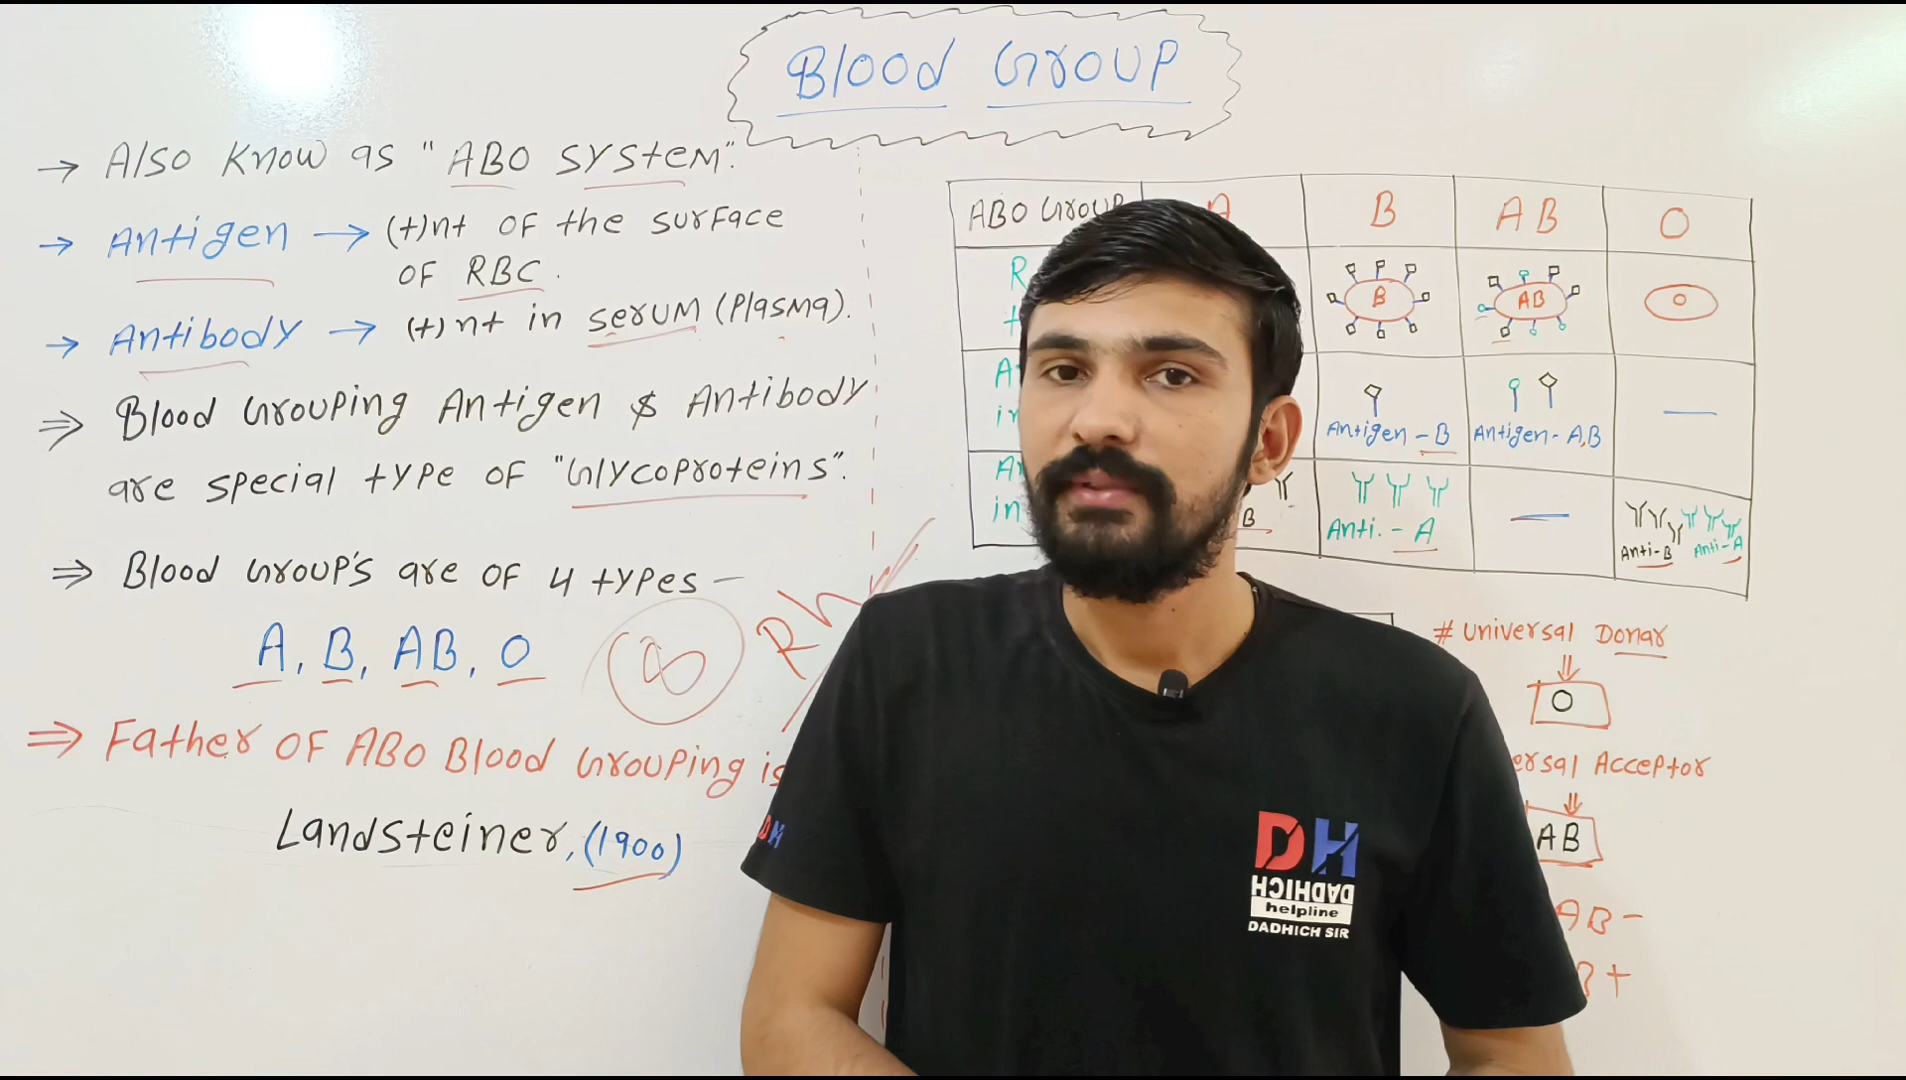 Blood Group
→ Also Know as "ABO System".
→ Antigen → (+)nt of the surface
of RBC.
→ Antibody → (+)nt in serum (Plasma).
⇒ Blood Grouping Antigen & Antibody
are special type of "Glycoproteins".
⇒ Blood Group's are of 4 types –
A, B, AB, O
Rh
⇒ Father of ABO Blood Grouping is
Landsteiner, (1900)
ABO Group A B AB O
B AB O
Antigen - B Antigen - A,B —
B Anti. - A — Anti-B Anti-A
# Universal Donar
O
Acceptor
AB
AB -
+
DH
DH
DADHICH DADHICH
helpline
DADHICH SIR